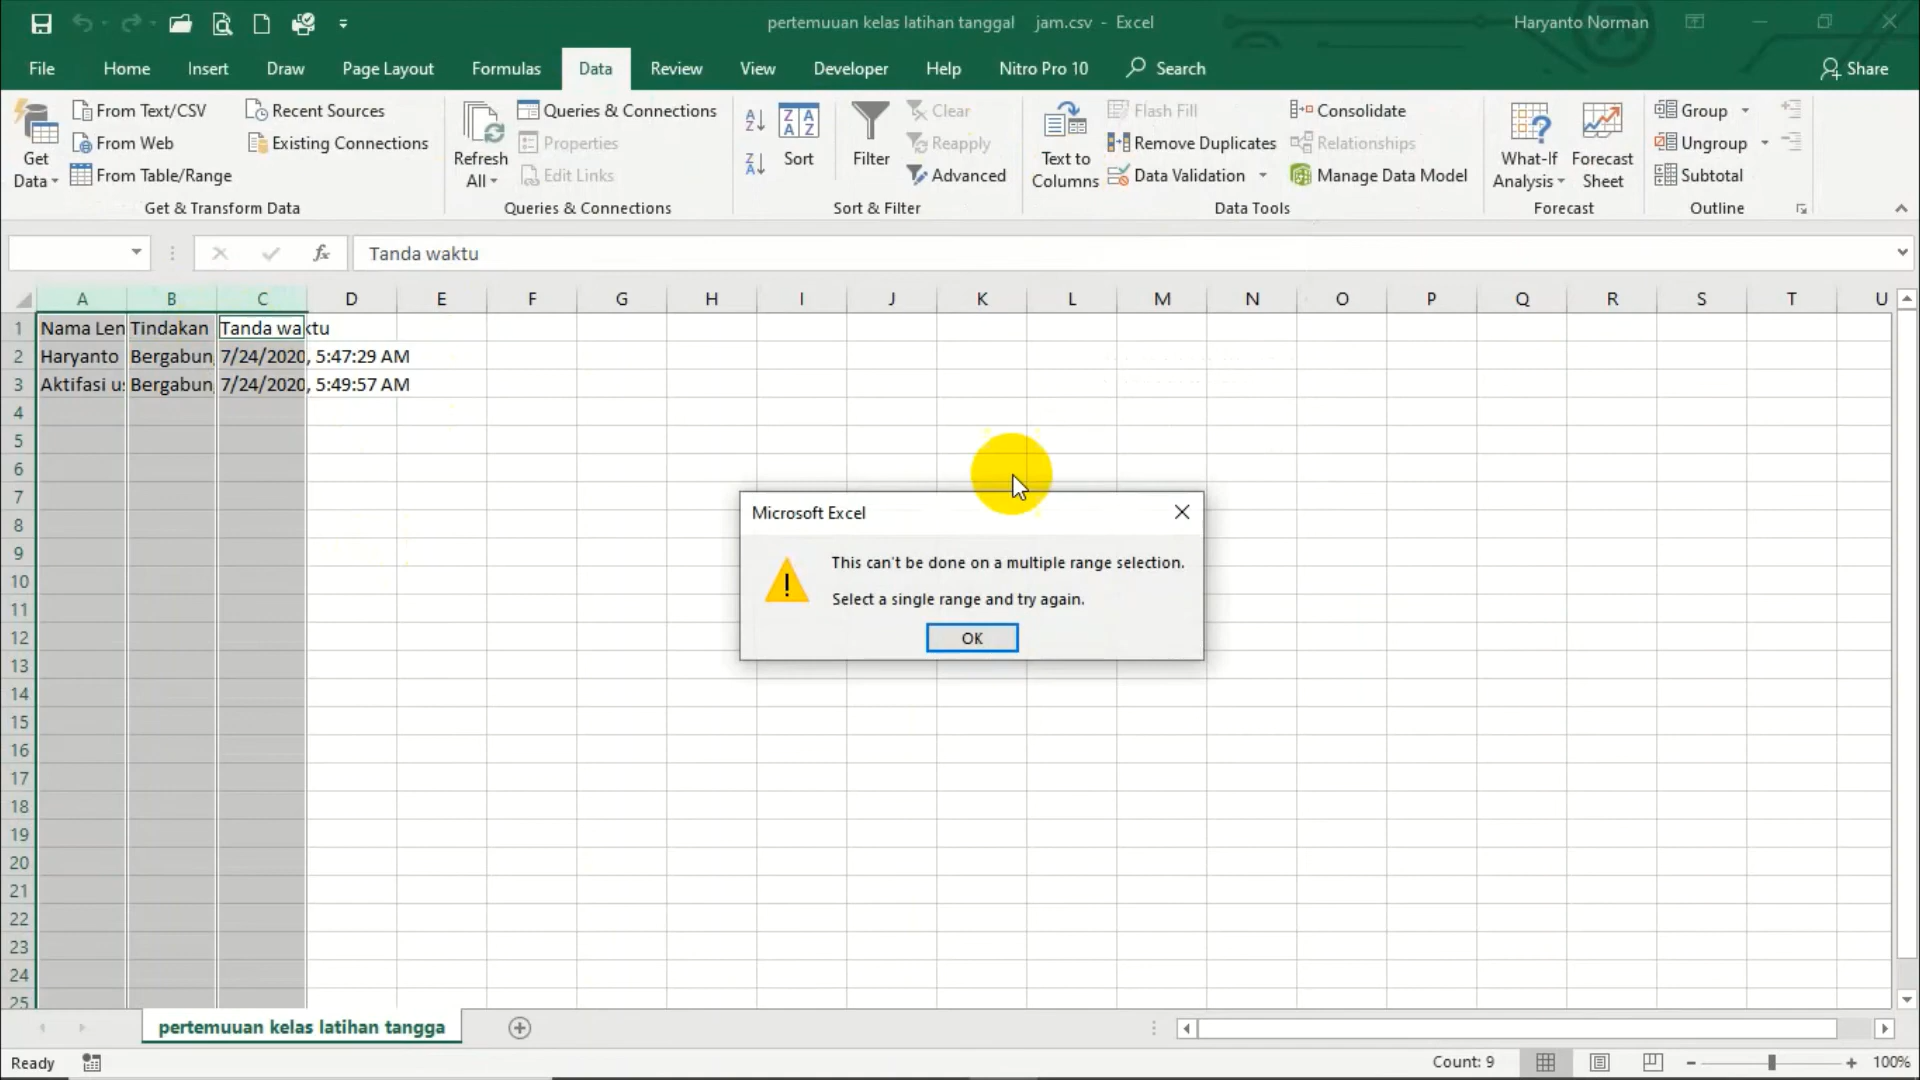 pertemuuan kelas latihan tanggal jam.csv - Excel
Haryanto Norman
File Home Insert Draw Page Layout Formulas Data Review View Developer Help Nitro Pro 10 Search Share
Get Data
From Text/CSV
From Web
From Table/Range
Recent Sources
Existing Connections
Get & Transform Data
Refresh All
Queries & Connections
Properties
Edit Links
Queries & Connections
Sort
Filter
Clear
Reapply
Advanced
Sort & Filter
Text to Columns
Flash Fill
Remove Duplicates
Data Validation
Consolidate
Relationships
Manage Data Model
Data Tools
What-If Analysis
Forecast Sheet
Forecast
Group
Ungroup
Subtotal
Outline
fx Tanda waktu
A B C D E F G H I J K L M N O P Q R S T U
1 Nama Len Tindakan Tanda waktu
2 Haryanto Bergabun 7/24/2020, 5:47:29 AM
3 Aktifasi u Bergabun 7/24/2020, 5:49:57 AM
4
5
6
7
8
9
10
11
12
13
14
15
16
17
18
19
20
21
22
23
24
25
Microsoft Excel
This can't be done on a multiple range selection.
Select a single range and try again.
OK
pertemuuan kelas latihan tangga
Ready
Count: 9
100%